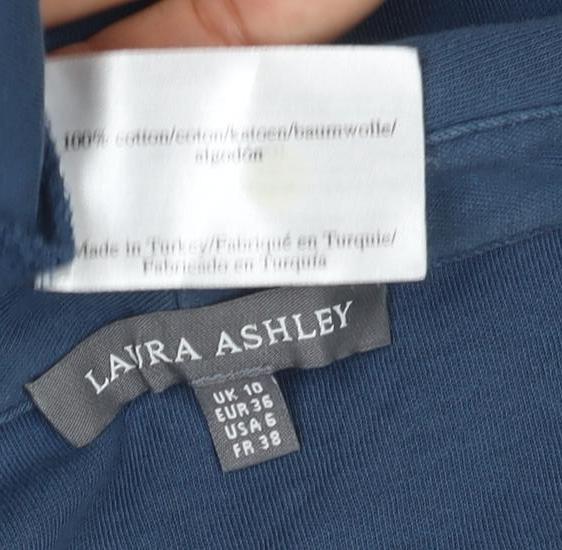 100% cotton/coton/katoen/baumwolle/
algodón
Made in Turkey/Fabriqué en Turquie/
Fabricado en Turquía
LAURA ASHLEY
UK 10
EUR 36
USA 6
FR 38